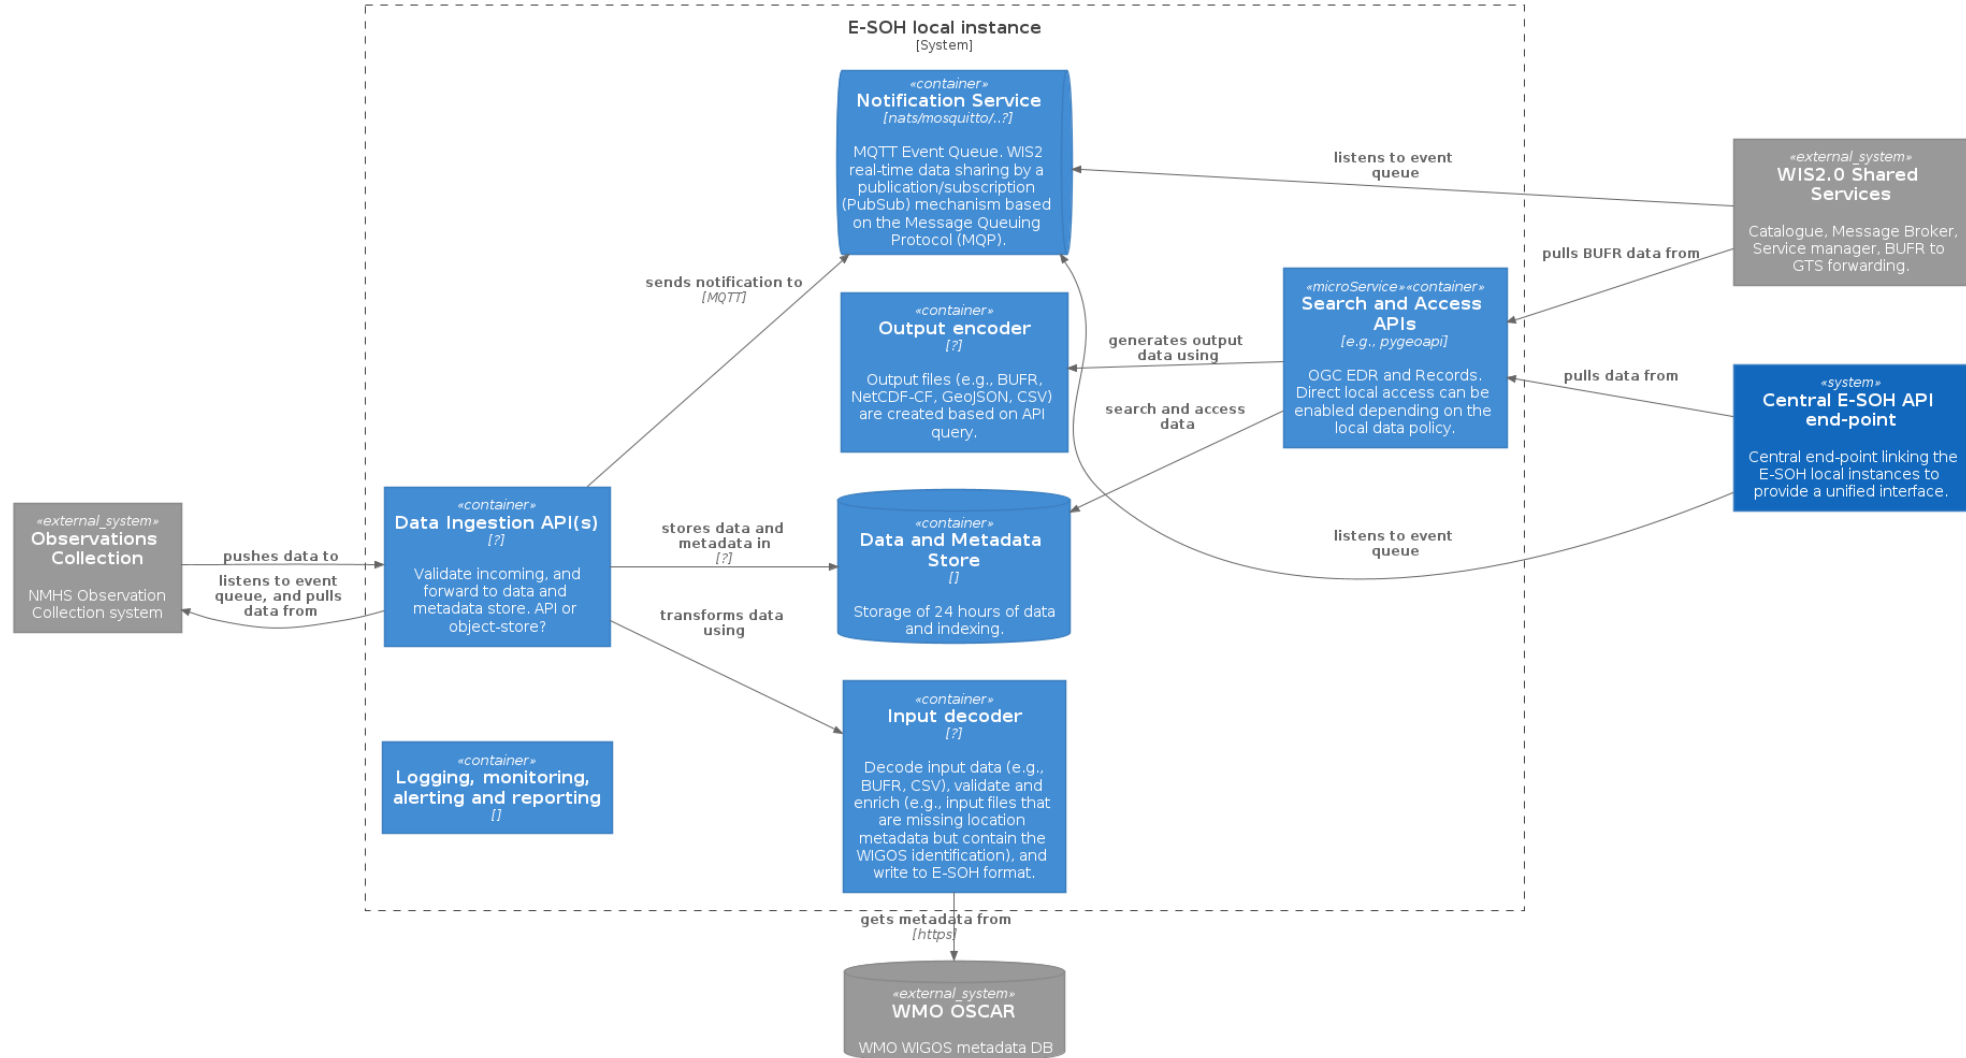 E-SOH local instance
[System]
«container»
Notification Service
[nats/mosquitto/..?]
MQTT Event Queue. WIS2
real-time data sharing by a
publication/subscription
(PubSub) mechanism based
on the Message Queuing
Protocol (MQP).
listens to event
queue
«external_system»
WIS2.0 Shared
Services
Catalogue, Message Broker,
Service manager, BUFR to
GTS forwarding.
pulls BUFR data from
sends notification to
[MQTT]
«container»
Output encoder
[?]
Output files (e.g., BUFR,
NetCDF-CF, GeoJSON, CSV)
are created based on API
query.
generates output
data using
«microService»«container»
Search and Access
APIs
[e.g., pygeoapi]
OGC EDR and Records.
Direct local access can be
enabled depending on the
local data policy.
pulls data from
«system»
Central E-SOH API
end-point
Central end-point linking the
E-SOH local instances to
provide a unified interface.
search and access
data
listens to event
queue
«external_system»
Observations
Collection
NMHS Observation
Collection system
pushes data to
listens to event
queue, and pulls
data from
«container»
Data Ingestion API(s)
[?]
Validate incoming, and
forward to data and
metadata store. API or
object-store?
stores data and
metadata in
[?]
«container»
Data and Metadata
Store
[]
Storage of 24 hours of data
and indexing.
transforms data
using
«container»
Input decoder
[?]
Decode input data (e.g.,
BUFR, CSV), validate and
enrich (e.g., input files that
are missing location
metadata but contain the
WIGOS identification), and
write to E-SOH format.
«container»
Logging, monitoring,
alerting and reporting
[]
gets metadata from
[https]
«external_system»
WMO OSCAR
WMO WIGOS metadata DB